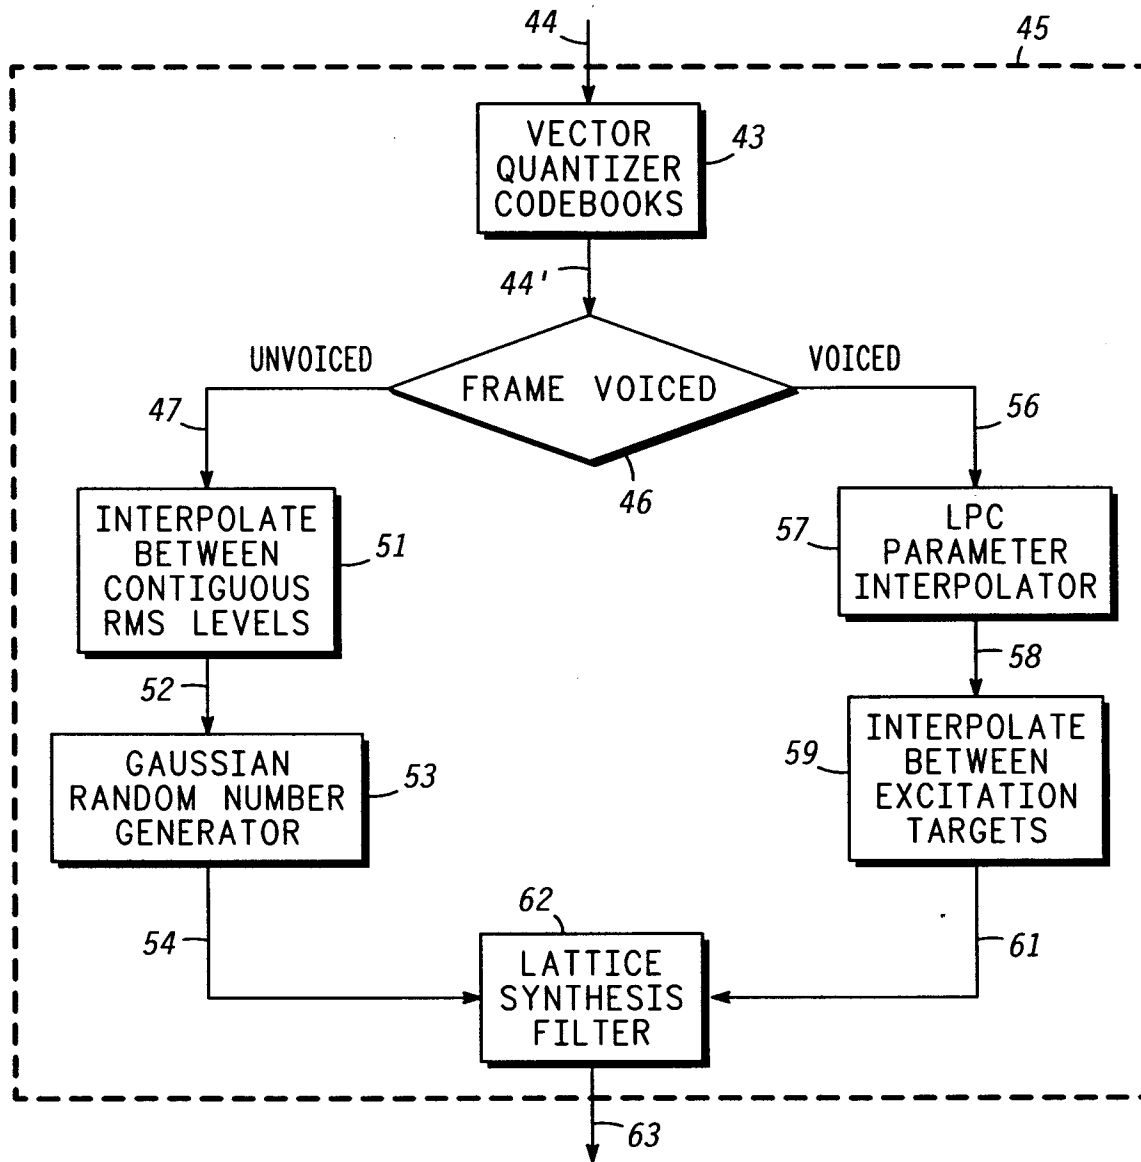 44
45
VECTOR
QUANTIZER
CODEBOOKS
43
44'
UNVOICED
VOICED
FRAME VOICED
47
56
46
INTERPOLATE
BETWEEN
CONTIGUOUS
RMS LEVELS
51
57
LPC
PARAMETER
INTERPOLATOR
52
58
GAUSSIAN
RANDOM NUMBER
GENERATOR
53
59
INTERPOLATE
BETWEEN
EXCITATION
TARGETS
54
62
61
LATTICE
SYNTHESIS
FILTER
63